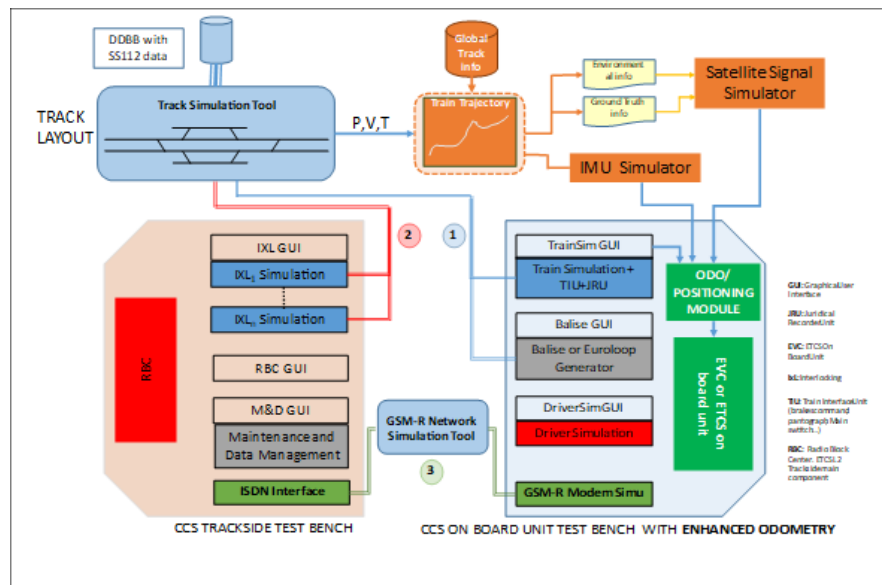 DDBB with
SS112 data
Global
Track
Info
Environment
al info
Ground Truth
info
Satellite Signal
Simulator
TRACK
LAYOUT
Track Simulation Tool
P,V,T
Train Trajectory
IMU Simulator
2
1
IXL GUI
IXL1 Simulation
IXLn Simulation
RBC
RBC GUI
M&D GUI
Maintenance and
Data Management
ISDN Interface
GSM-R Network
Simulation Tool
3
TrainSim GUI
Train Simulation +
TIU+JRU
Balise GUI
Balise or Euroloop
Generator
DriverSimGUI
DriverSimulation
GSM-R Modem Simu
ODO/
POSITIONING
MODULE
EVC or ETCS on
board unit
GUI: Graphical User
Interface
JRU: Juridical
Recorder Unit
EVC: ETCS On
Board Unit
IxL: Interlocking
TIU: Train Interface Unit
(brakes command
pantograph Main
switch...)
RBC: Radio Block
Center. ETCS L2
Trackside main
component
CCS TRACKSIDE TEST BENCH
CCS ON BOARD UNIT TEST BENCH WITH ENHANCED ODOMETRY